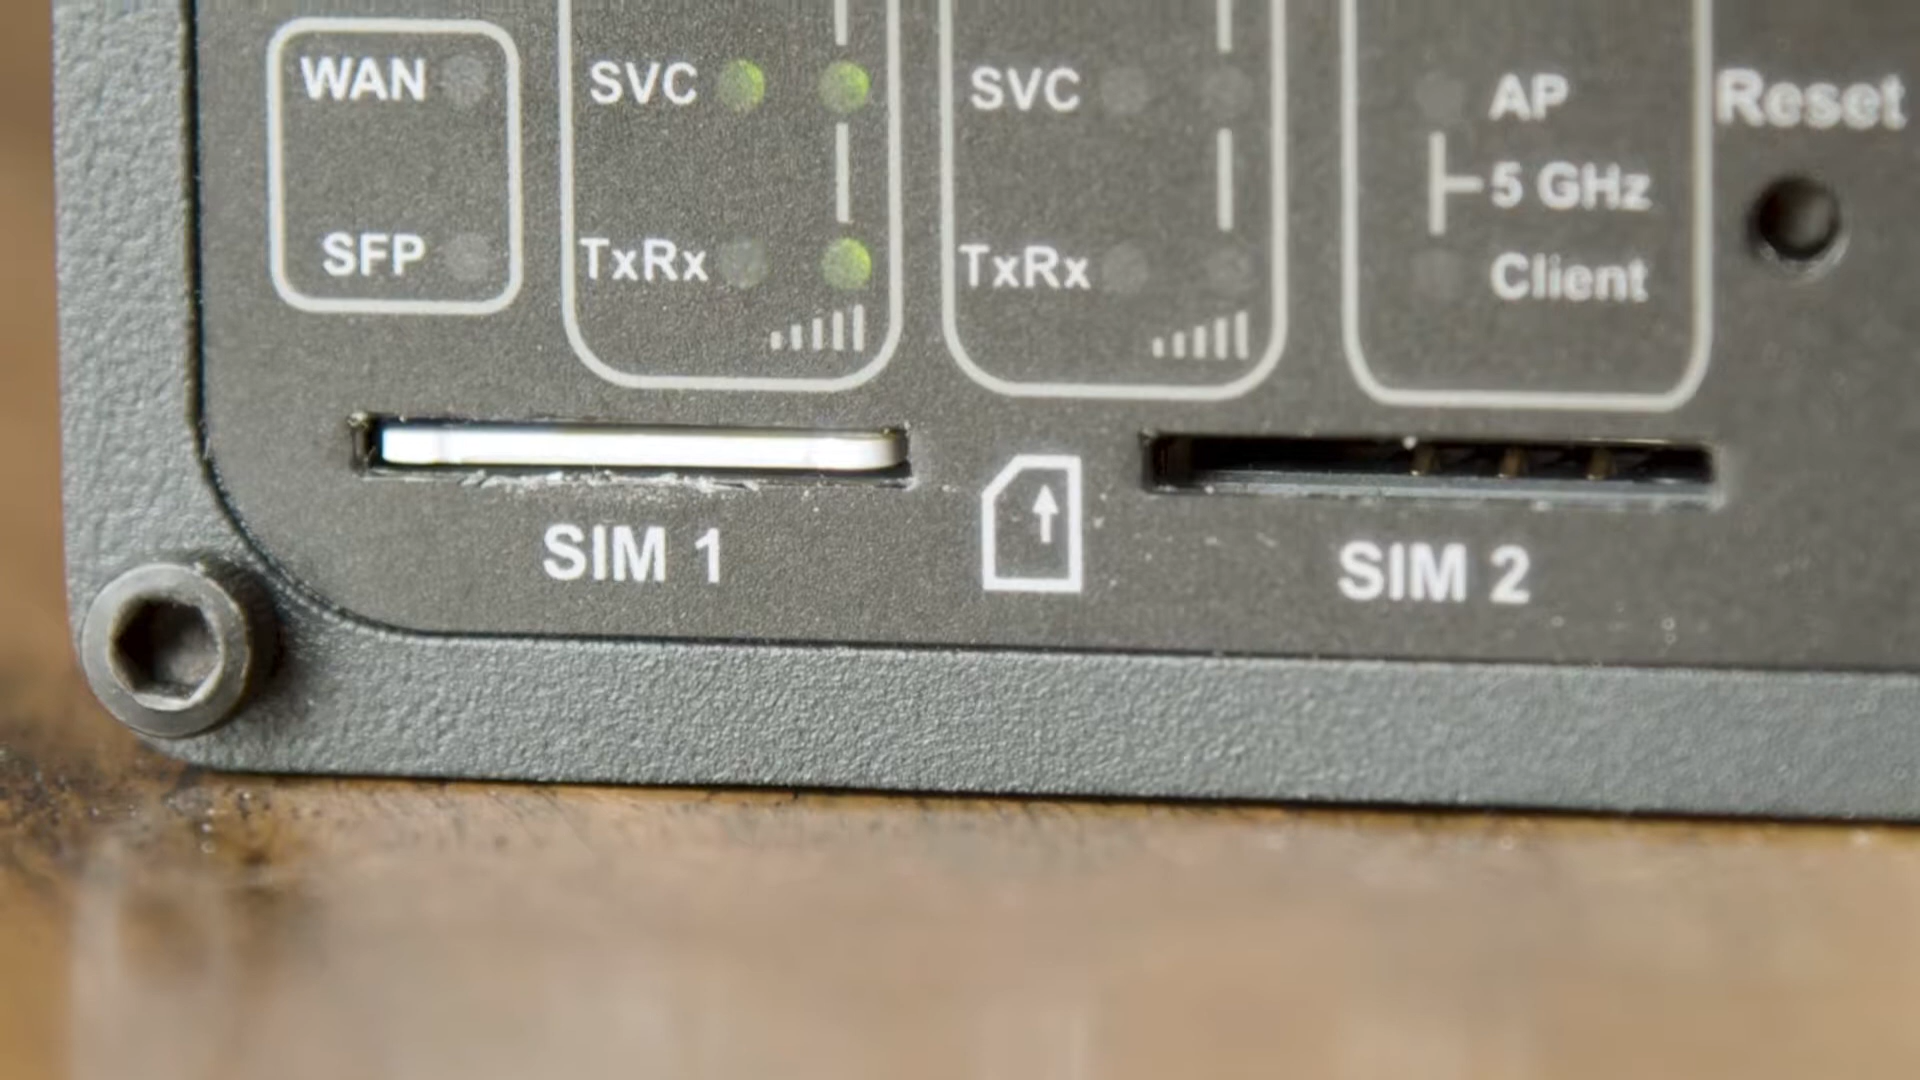 WAN
SFP
SVC
TxRx
SVC
TxRx
AP
5 GHz
Client
Reset
SIM 1
SIM 2